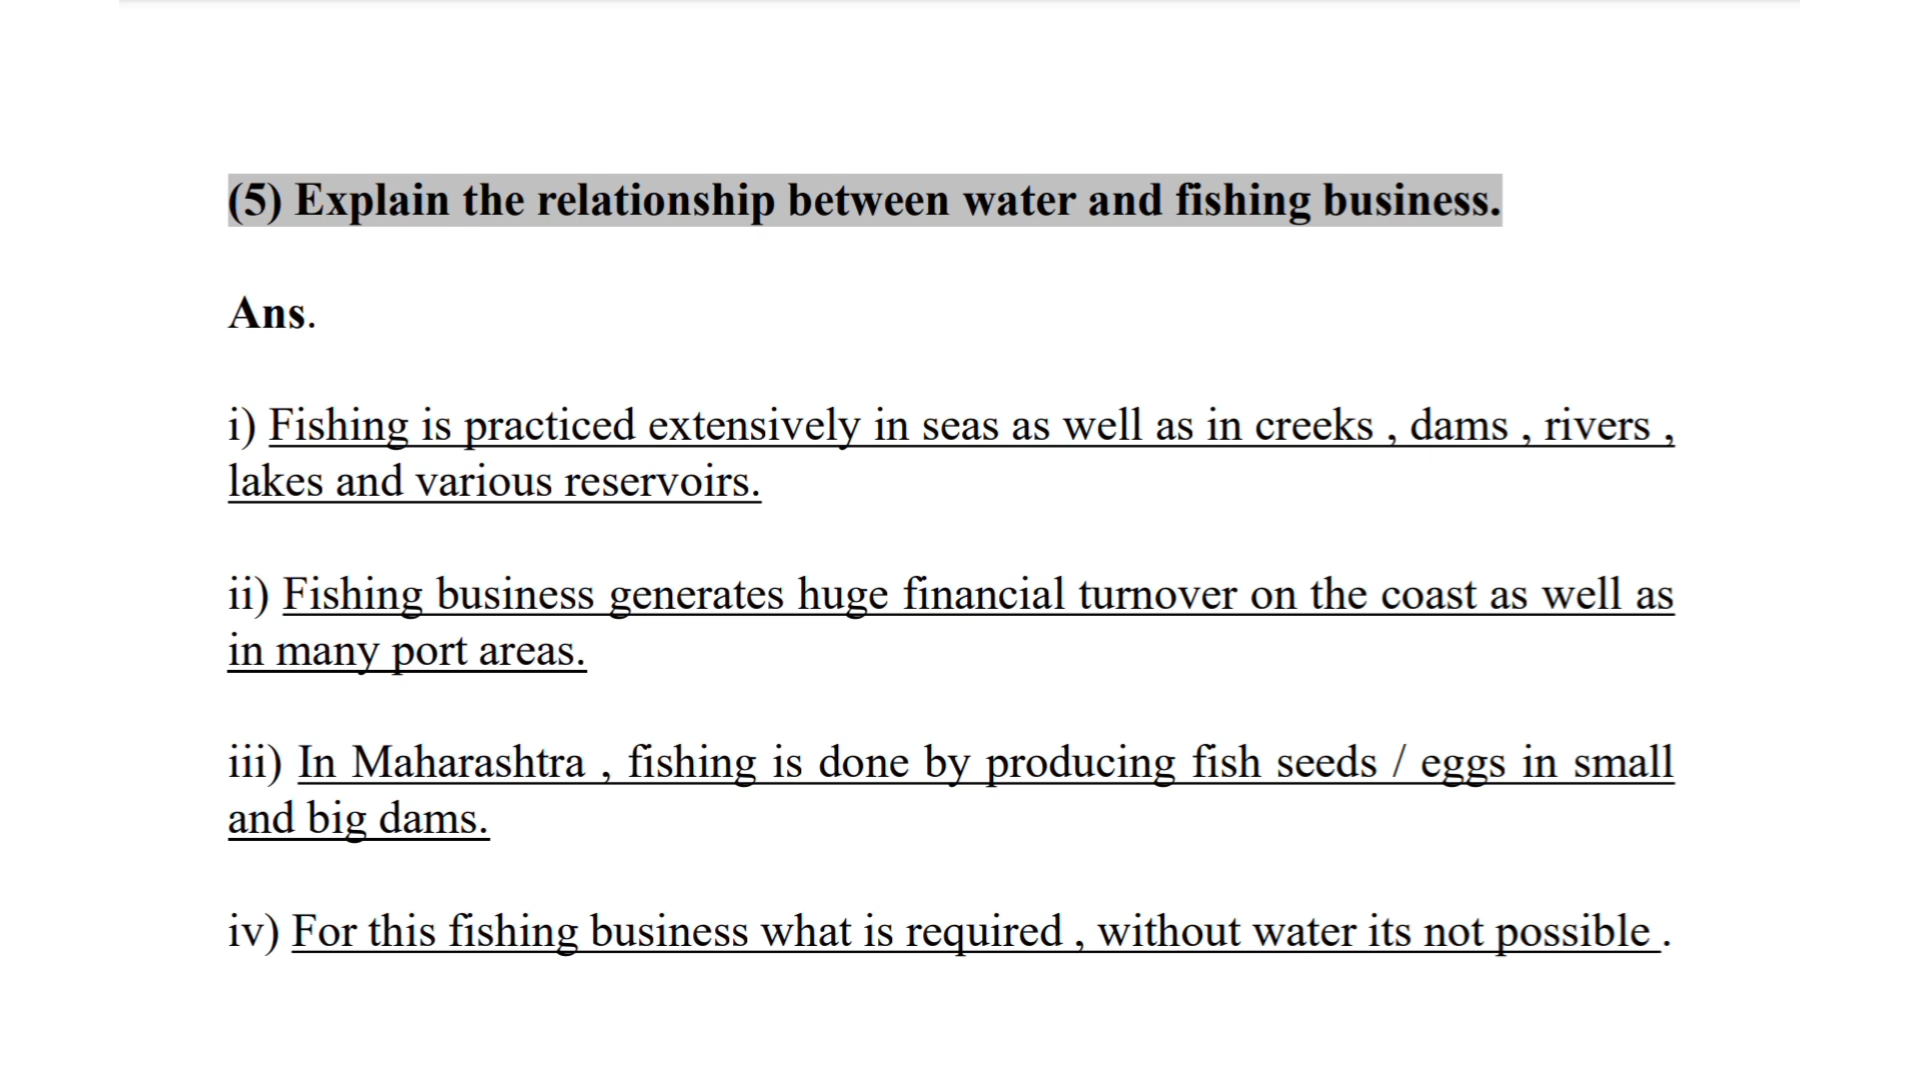 (5) Explain the relationship between water and fishing business.
Ans.
i) Fishing is practiced extensively in seas as well as in creeks , dams , rivers ,
lakes and various reservoirs.
ii) Fishing business generates huge financial turnover on the coast as well as
in many port areas.
iii) In Maharashtra , fishing is done by producing fish seeds / eggs in small
and big dams.
iv) For this fishing business what is required , without water its not possible .